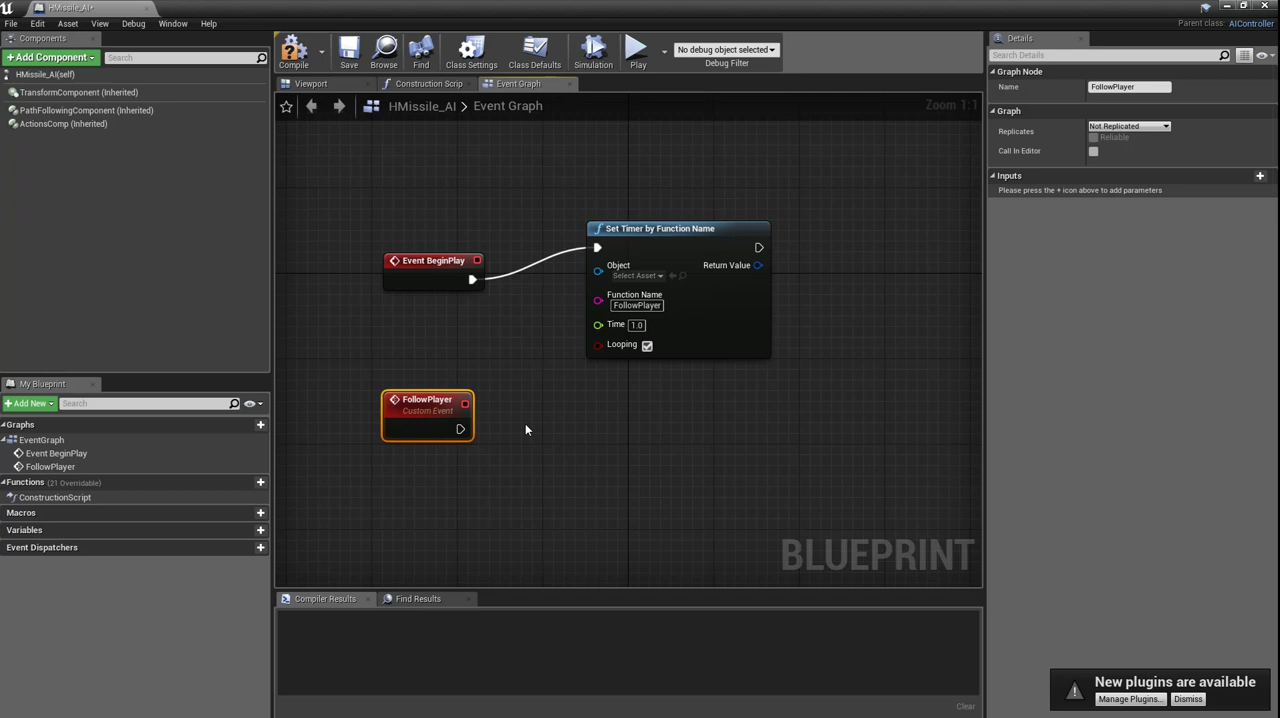 HMissile_AI*
File Edit Asset View Debug Window Help
Parent class: AIController
Components
+Add Component Search
HMissile_AI(self)
TransformComponent (Inherited)
PathFollowingComponent (Inherited)
ActionsComp (Inherited)
Compile Save Browse Find Class Settings Class Defaults Simulation Play
No debug object selected
Debug Filter
Viewport Construction Scrip Event Graph
HMissile_AI > Event Graph
Zoom 1:1
Event BeginPlay
Set Timer by Function Name
Object
Select Asset
Return Value
Function Name
FollowPlayer
Time 1.0
Looping
FollowPlayer
Custom Event
BLUEPRINT
My Blueprint
+Add New Search
Graphs
EventGraph
Event BeginPlay
FollowPlayer
Functions (21 Overridable)
ConstructionScript
Macros
Variables
Event Dispatchers
Compiler Results Find Results
Clear
Details
Search Details
Graph Node
Name FollowPlayer
Graph
Replicates Not Replicated
Reliable
Call In Editor
Inputs
Please press the + icon above to add parameters
New plugins are available
Manage Plugins... Dismiss